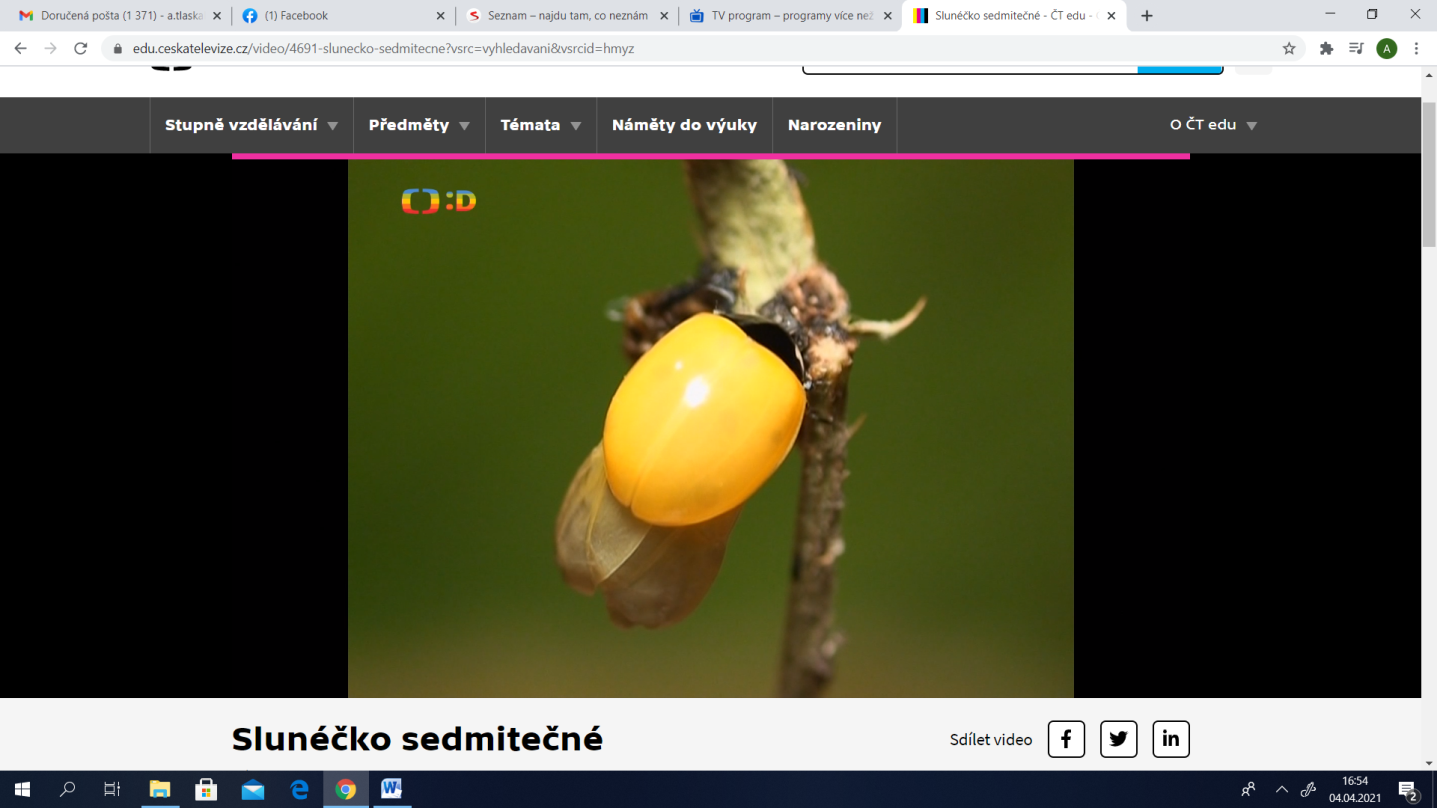 Doručená pošta (1 371) - a.tlaska
(1) Facebook
Seznam – najdu tam, co neznám
TV program – programy více než
Slunéčko sedmitečné - ČT edu -
edu.ceskatelevize.cz/video/4691-slunecko-sedmitecne?vsrc=vyhledavani&vsrcid=hmyz
A
Stupně vzdělávání
Předměty
Témata
Náměty do výuky
Narozeniny
O ČT edu
:D
Slunéčko sedmitečné
Sdílet video
16:54
04.04.2021
2